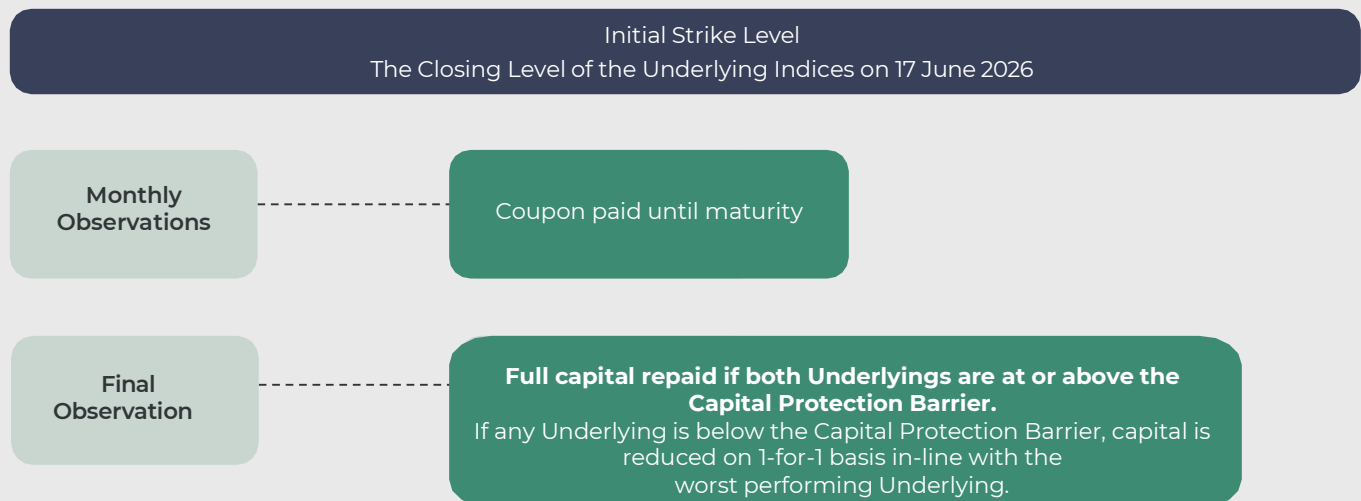 Initial Strike Level
The Closing Level of the Underlying Indices on 17 June 2026
Monthly
Observations
Coupon paid until maturity
Final
Observation
Full capital repaid if both Underlyings are at or above the
Capital Protection Barrier.
If any Underlying is below the Capital Protection Barrier, capital is
reduced on 1-for-1 basis in-line with the
worst performing Underlying.